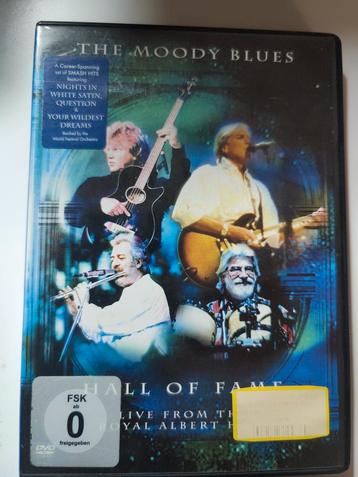 THE MOODY BLUES
A Career-Spanning
set of SMASH HITS
featuring
NIGHTS IN
WHITE SATIN,
QUESTION
&
YOUR WILDEST
DREAMS
Backed by the
World Festival Orchestra
HALL OF FAME
LIVE FROM THE
ROYAL ALBERT H
FSK
ab
0
freigegeben
DVD